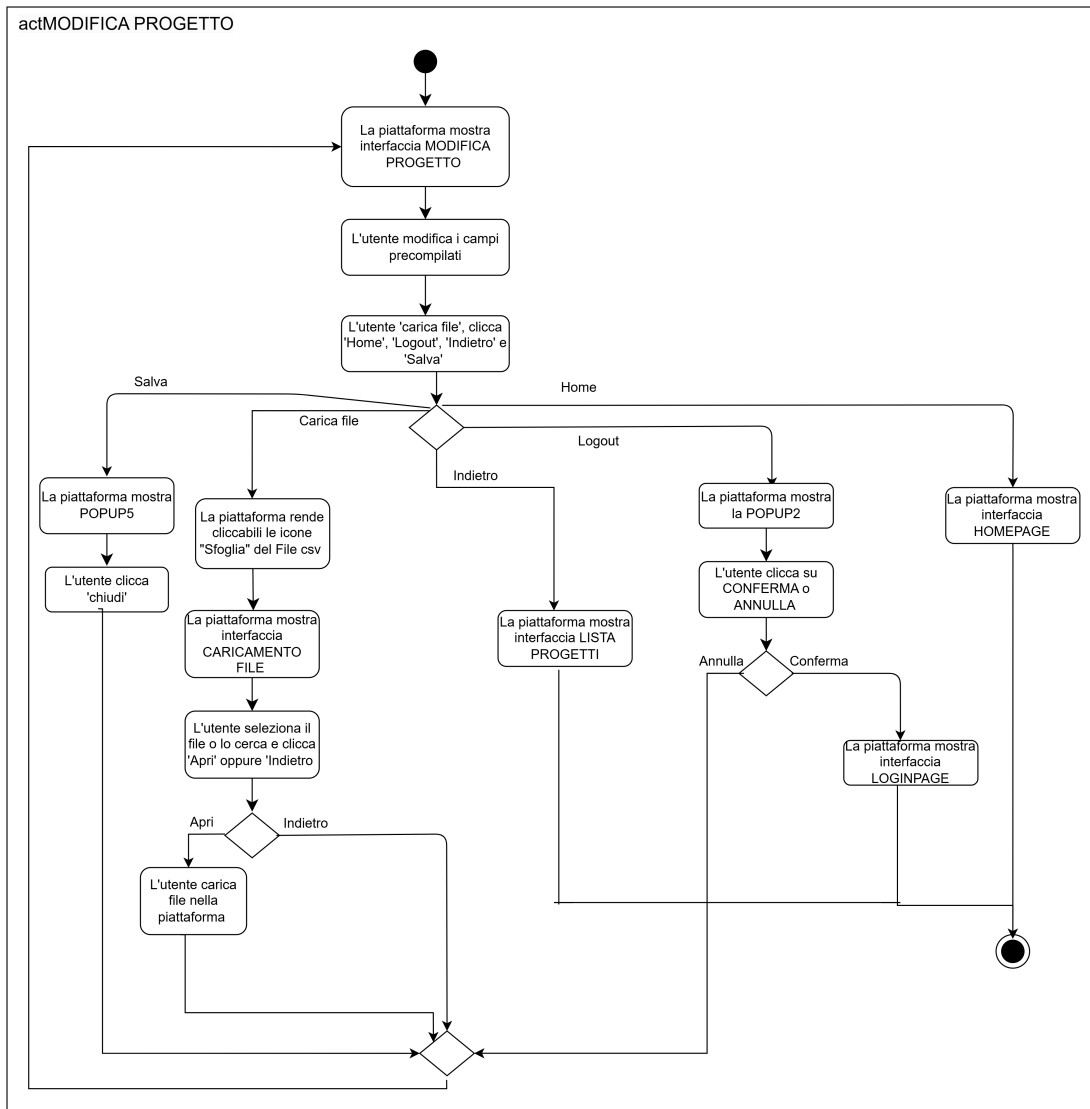 actMODIFICA PROGETTO
La piattaforma mostra
interfaccia MODIFICA
PROGETTO
L'utente modifica i campi
precompilati
L'utente 'carica file', clicca
'Home', 'Logout', 'Indietro' e
'Salva'
Salva
Home
Carica file
Logout
Indietro
La piattaforma mostra
POPUP5
La piattaforma rende
cliccabili le icone
"Sfoglia" del File csv
La piattaforma mostra
la POPUP2
La piattaforma mostra
interfaccia
HOMEPAGE
L'utente clicca
'chiudi'
L'utente clicca su
CONFERMA o
ANNULLA
La piattaforma mostra
interfaccia
CARICAMENTO
FILE
La piattaforma mostra
interfaccia LISTA
PROGETTI
Annulla
Conferma
L'utente seleziona il
file o lo cerca e clicca
'Apri' oppure 'Indietro
La piattaforma mostra
interfaccia
LOGINPAGE
Apri
Indietro
L'utente carica
file nella
piattaforma